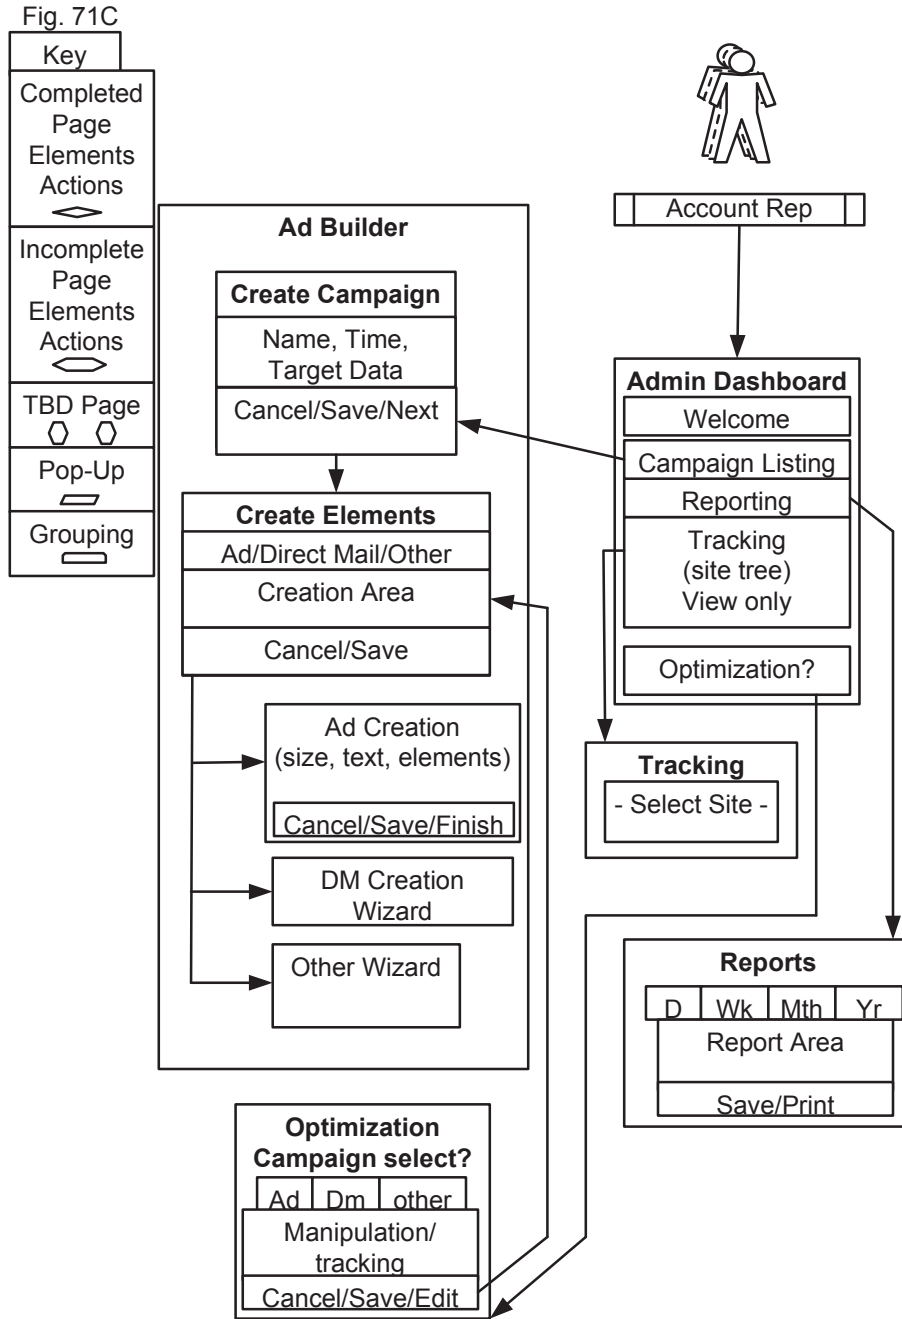 Fig. 71C
Key
Completed
Page
Elements
Actions
Incomplete
Page
Elements
Actions
TBD Page
Pop-Up
Grouping
Ad Builder
Create Campaign
Name, Time,
Target Data
Cancel/Save/Next
Create Elements
Ad/Direct Mail/Other
Creation Area
Cancel/Save
Ad Creation
(size, text, elements)
Cancel/Save/Finish
DM Creation
Wizard
Other Wizard
Account Rep
Admin Dashboard
Welcome
Campaign Listing
Reporting
Tracking
(site tree)
View only
Optimization?
Tracking
- Select Site -
Reports
D Wk Mth Yr
Report Area
Save/Print
Optimization
Campaign select?
Ad Dm other
Manipulation/
tracking
Cancel/Save/Edit